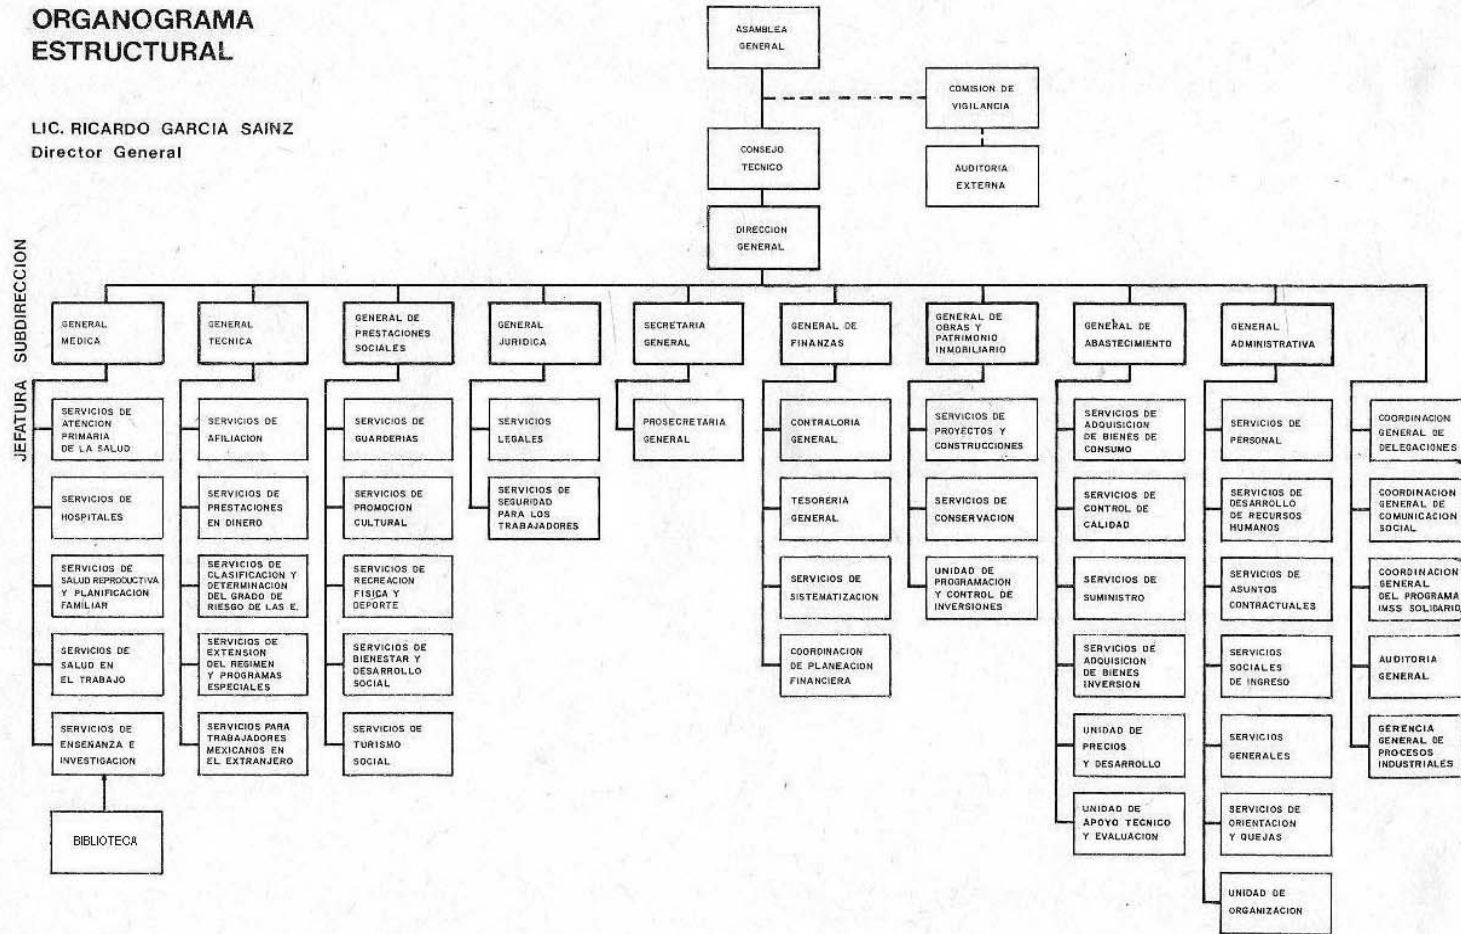 ORGANOGRAMA
ESTRUCTURAL
LIC. RICARDO GARCIA SAINZ
Director General
ASAMBLEA
GENERAL
COMISION DE
VIGILANCIA
CONSEJO
TECNICO
AUDITORIA
EXTERNA
DIRECCION
GENERAL
SUBDIRECCION
JEFATURA
GENERAL
MEDICA
GENERAL
TECNICA
GENERAL DE
PRESTACIONES
SOCIALES
GENERAL
JURIDICA
SECRETARIA
GENERAL
GENERAL DE
FINANZAS
GENERAL DE
OBRAS Y
PATRIMONIO
INMOBILIARIO
GENERAL DE
ABASTECIMIENTO
GENERAL
ADMINISTRATIVA
SERVICIOS DE
ATENCION
PRIMARIA
DE LA SALUD
SERVICIOS DE
AFILIACION
SERVICIOS DE
GUARDERIAS
SERVICIOS
LEGALES
PROSECRETARIA
GENERAL
CONTRALORIA
GENERAL
SERVICIOS DE
PROYECTOS Y
CONSTRUCCIONES
SERVICIOS DE
ADQUISICION
DE BIENES DE
CONSUMO
SERVICIOS DE
PERSONAL
COORDINACION
GENERAL DE
DELEGACIONES
SERVICIOS DE
HOSPITALES
SERVICIOS DE
PRESTACIONES
EN DINERO
SERVICIOS DE
PROMOCION
CULTURAL
SERVICIOS DE
SEGURIDAD
PARA LOS
TRABAJADORES
TESORERIA
GENERAL
SERVICIOS DE
CONSERVACION
SERVICIOS DE
CONTROL DE
CALIDAD
SERVICIOS DE
DESARROLLO
DE RECURSOS
HUMANOS
COORDINACION
GENERAL DE
COMUNICACION
SOCIAL
SERVICIOS DE
SALUD REPRODUCTIVA
Y PLANIFICACION
FAMILIAR
SERVICIOS DE
CLASIFICACION Y
DETERMINACION
DEL GRADO DE
RIESGO DE LAS E.
SERVICIOS DE
RECREACION
FISICA Y
DEPORTE
SERVICIOS DE
SISTEMATIZACION
UNIDAD DE
PROGRAMACION
Y CONTROL DE
INVERSIONES
SERVICIOS DE
SUMINISTRO
SERVICIOS DE
ASUNTOS
CONTRACTUALES
COORDINACION
GENERAL
DEL PROGRAMA
IMSS SOLIDARID
SERVICIOS DE
SALUD EN
EL TRABAJO
SERVICIOS DE
EXTENSION
DEL REGIMEN
Y PROGRAMAS
ESPECIALES
SERVICIOS DE
BIENESTAR Y
DESARROLLO
SOCIAL
COORDINACION
DE PLANEACION
FINANCIERA
SERVICIOS DE
ADQUISICION
DE BIENES
INVERSION
SERVICIOS
SOCIALES
DE INGRESO
AUDITORIA
GENERAL
SERVICIOS DE
ENSEÑANZA E
INVESTIGACION
SERVICIOS PARA
TRABAJADORES
MEXICANOS EN
EL EXTRANJERO
SERVICIOS DE
TURISMO
SOCIAL
UNIDAD DE
PRECIOS
Y DESARROLLO
SERVICIOS
GENERALES
GERENCIA
GENERAL DE
PROCESOS
INDUSTRIALES
BIBLIOTECA
UNIDAD DE
APOYO TECNICO
Y EVALUACION
SERVICIOS DE
ORIENTACION
Y QUEJAS
UNIDAD DE
ORGANIZACION